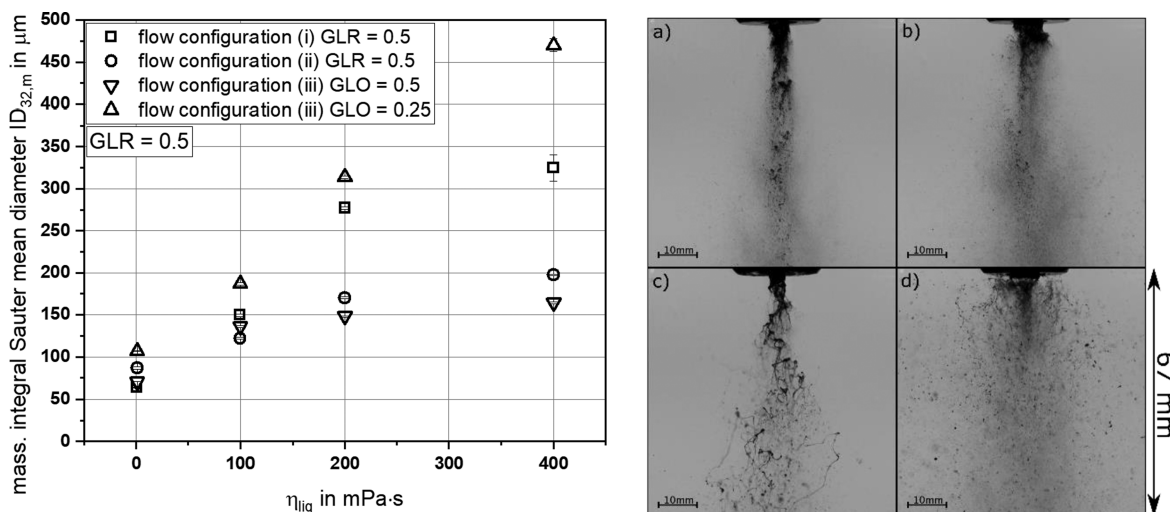 500
450
400
350
300
250
200
150
100
50
0
mass. integral Sauter mean diameter ID32,m in μm
flow configuration (i) GLR = 0.5
flow configuration (ii) GLR = 0.5
flow configuration (iii) GLO = 0.5
flow configuration (iii) GLO = 0.25
GLR = 0.5
0
100
200
300
400
ηliq in mPa·s
a)
10mm
b)
10mm
c)
10mm
d)
10mm
67 mm